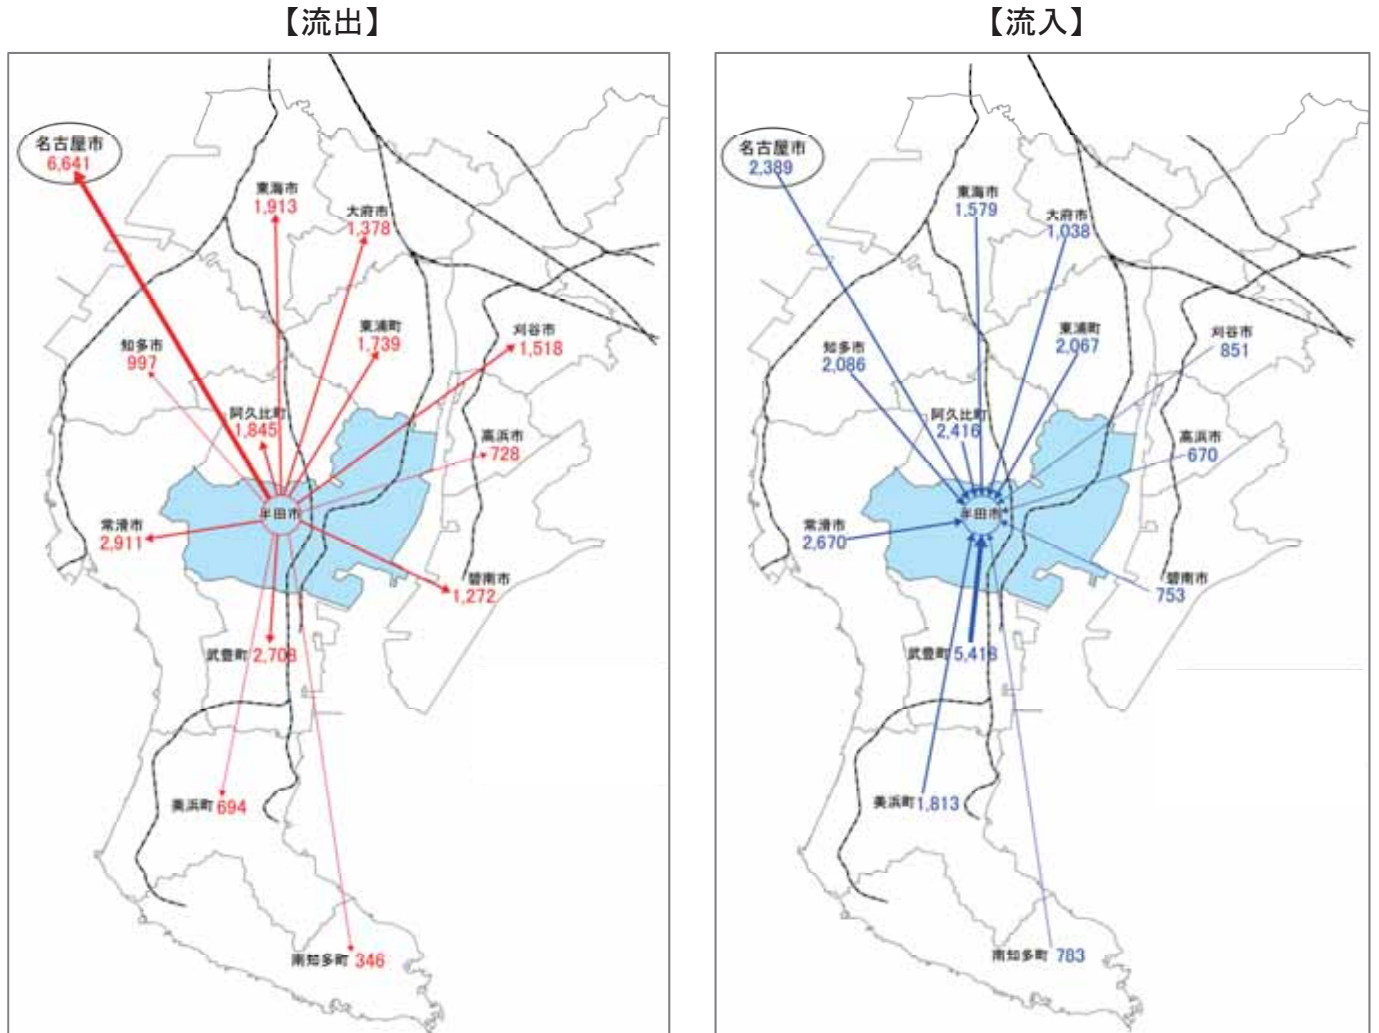 【流出】
名古屋市
6,641
東海市
1,913
大府市
1,378
東浦町
1,739
刈谷市
1,518
知多市
997
阿久比町
1,845
高浜市
728
半田市
常滑市
2,911
碧南市
1,272
武豊町 2,703
美浜町 694
南知多町 346
【流入】
名古屋市
2,389
東海市
1,579
大府市
1,038
東浦町
2,067
刈谷市
851
知多市
2,086
阿久比町
2,416
高浜市
670
半田市
常滑市
2,670
碧南市
753
武豊町 5,418
美浜町 1,813
南知多町 783